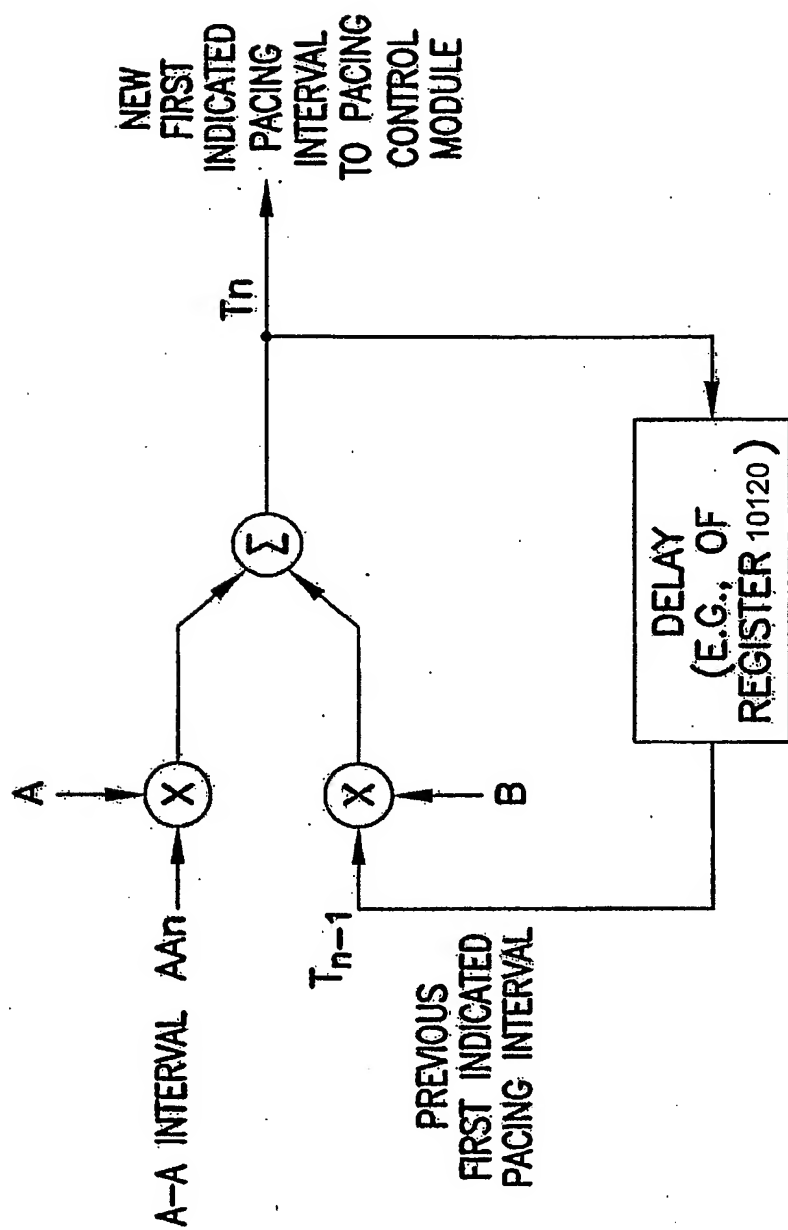 A-A INTERVAL AAn
A
X
Σ
Tn
NEW
FIRST
INDICATED
PACING
INTERVAL
TO PACING
CONTROL
MODULE
Tn-1
X
B
PREVIOUS
FIRST INDICATED
PACING INTERVAL
DELAY
(E.G., OF
REGISTER 10120)